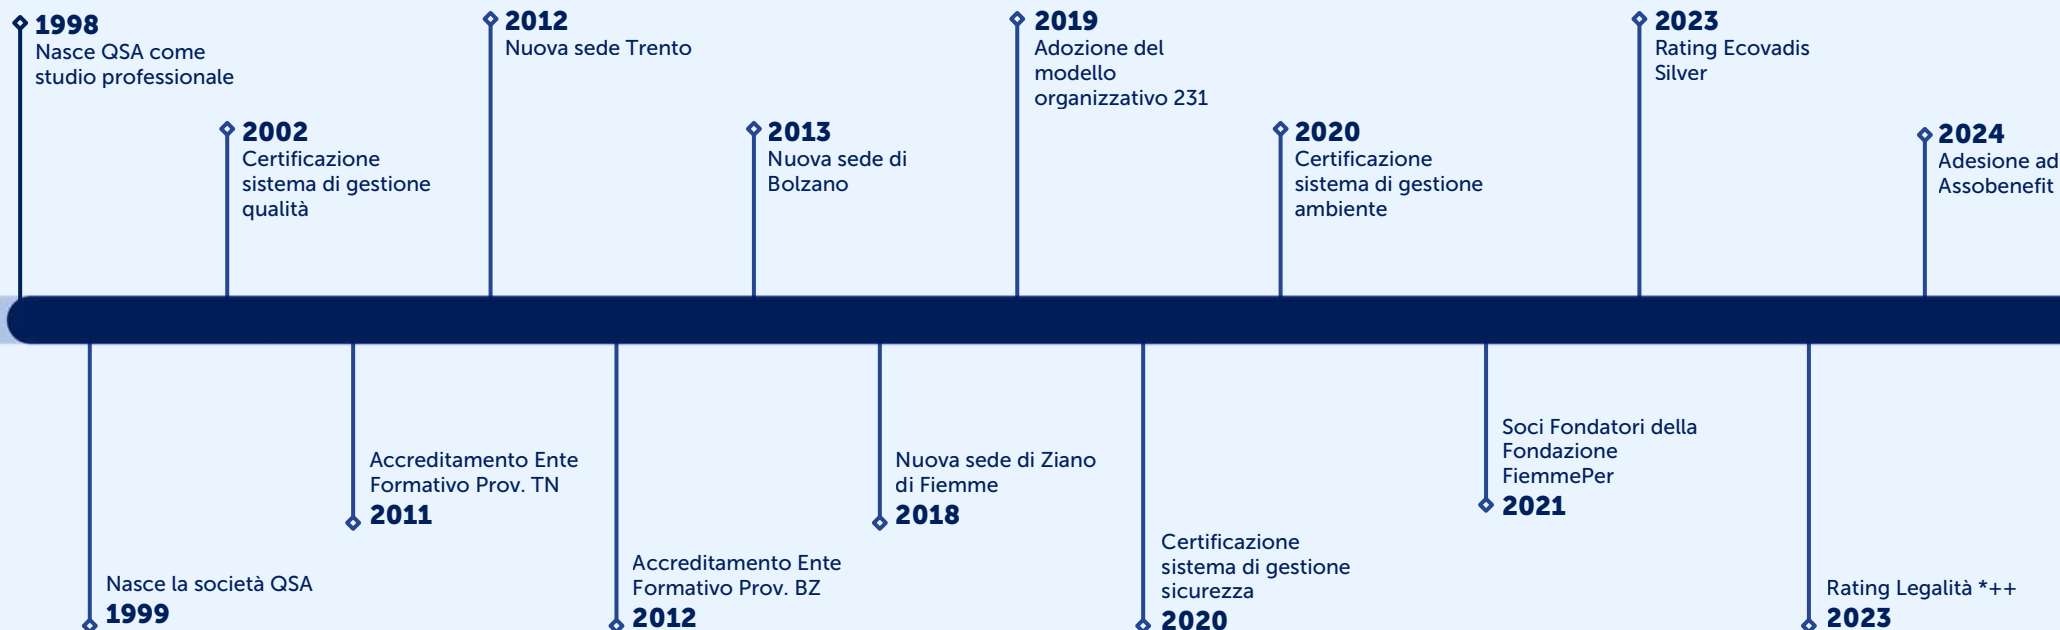 1998
Nasce QSA come
studio professionale
2012
Nuova sede Trento
2019
Adozione del
modello
organizzativo 231
2023
Rating Ecovadis
Silver
2002
Certificazione
sistema di gestione
qualità
2013
Nuova sede di
Bolzano
2020
Certificazione
sistema di gestione
ambiente
2024
Adesione ad
Assobenefit
Nasce la società QSA
1999
Accreditamento Ente
Formativo Prov. TN
2011
Accreditamento Ente
Formativo Prov. BZ
2012
Nuova sede di Ziano
di Fiemme
2018
Certificazione
sistema di gestione
sicurezza
2020
Soci Fondatori della
Fondazione
FiemmePer
2021
Rating Legalità *++
2023